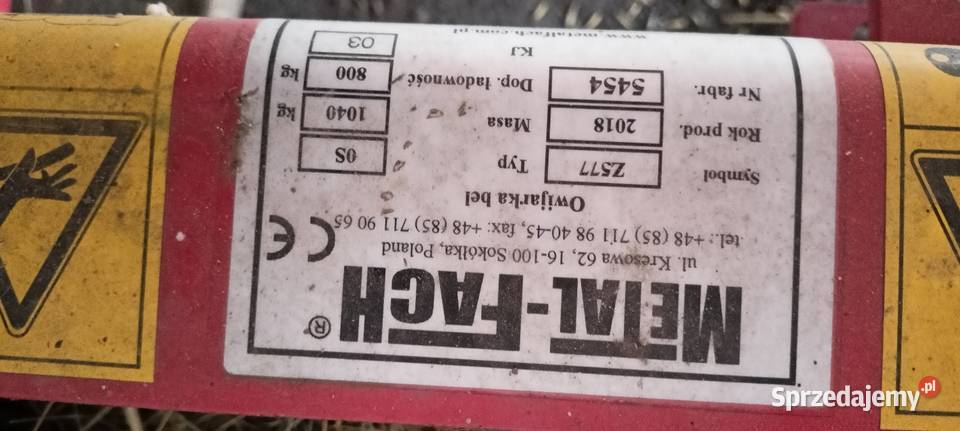 METAL-FACH ®
ul. Kresowa 62, 16-100 Sokółka, Poland
tel.: +48 (85) 711 98 40-45, fax: +48 (85) 711 90 65
CE
Owijarka bel
Symbol Z577 Typ 0S
Rok prod. 2018 Masa 1040 kg
Nr fabr. 5454 Dop. ładowność 800 kg
KJ 03
www.metalfach.com.pl
Sprzedajemy.pl